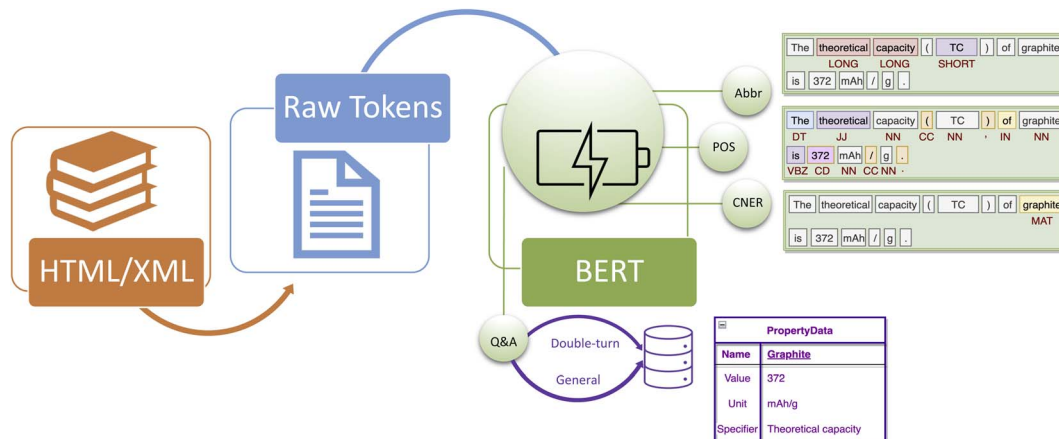 HTML/XML
Raw Tokens
BERT
Abbr
POS
CNER
Q&A
Double-turn
General
The theoretical capacity ( TC ) of graphite
LONG LONG SHORT
is 372 mAh / g .
The theoretical capacity ( TC ) of graphite
DT JJ NN CC NN , IN NN
is 372 mAh / g .
VBZ CD NN CC NN .
The theoretical capacity ( TC ) of graphite
MAT
is 372 mAh / g .
PropertyData
Name Graphite
Value 372
Unit mAh/g
Specifier Theoretical capacity